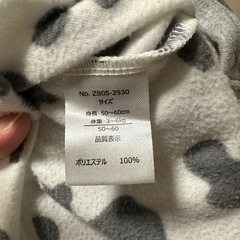 No. ZB05-2530
サイズ
身長 50~60cm
体重 3~6kg
50-60
品質表示
ポリエステル 100%